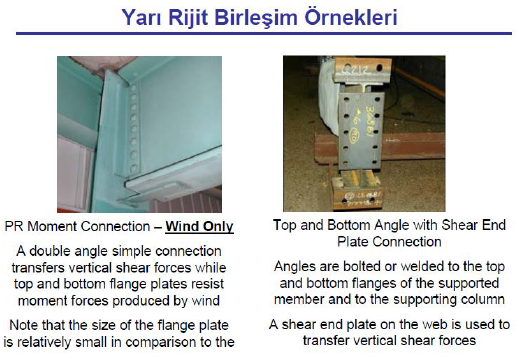 Yarı Rijit Birleşim Örnekleri
PR Moment Connection – Wind Only
A double angle simple connection
transfers vertical shear forces while
top and bottom flange plates resist
moment forces produced by wind
Note that the size of the flange plate
is relatively small in comparison to the
Top and Bottom Angle with Shear End
Plate Connection
Angles are bolted or welded to the top
and bottom flanges of the supported
member and to the supporting column
A shear end plate on the web is used to
transfer vertical shear forces